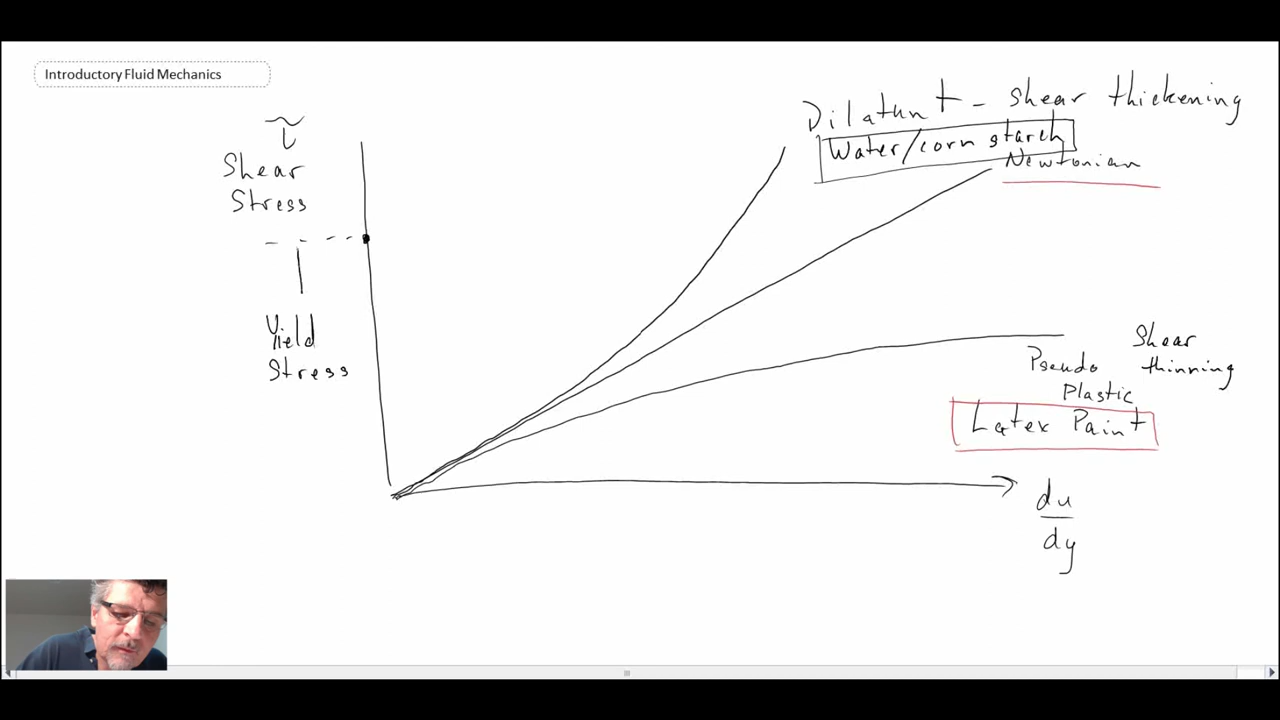 Introductory Fluid Mechanics
τ
Shear
Stress
Yield
Stress
Dilatunt - shear thickening
Water/corn starch
Newtonian
Shear
thinning
Pseudo
Plastic
Latex Paint
du
dy